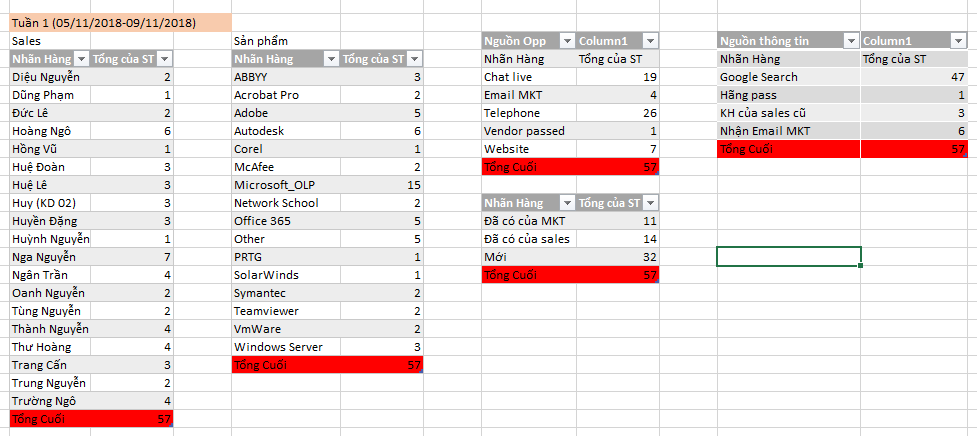 Tuần 1 (05/11/2018-09/11/2018)
Sales
Nhãn Hàng Tổng của ST
Diệu Nguyễn 2
Dũng Phạm 1
Đức Lê 2
Hoàng Ngô 6
Hồng Vũ 1
Huệ Đoàn 3
Huệ Lê 3
Huy (KD 02) 3
Huyền Đặng 3
Huỳnh Nguyễn 1
Nga Nguyễn 7
Ngân Trần 4
Oanh Nguyễn 2
Tùng Nguyễn 2
Thành Nguyễn 4
Thư Hoàng 4
Trang Cấn 3
Trung Nguyễn 2
Trường Ngô 4
Tổng Cuối 57
Sản phẩm
Nhãn Hàng Tổng của ST
ABBYY 3
Acrobat Pro 2
Adobe 5
Autodesk 6
Corel 1
McAfee 2
Microsoft_OLP 15
Network School 2
Office 365 5
Other 5
PRTG 1
SolarWinds 1
Symantec 2
Teamviewer 2
VmWare 2
Windows Server 3
Tổng Cuối 57
Nguồn Opp Column1
Nhãn Hàng Tổng của ST
Chat live 19
Email MKT 4
Telephone 26
Vendor passed 1
Website 7
Tổng Cuối 57
Nhãn Hàng Tổng của ST
Đã có của MKT 11
Đã có của sales 14
Mới 32
Tổng Cuối 57
Nguồn thông tin Column1
Nhãn Hàng Tổng của ST
Google Search 47
Hãng pass 1
KH của sales cũ 3
Nhận Email MKT 6
Tổng Cuối 57